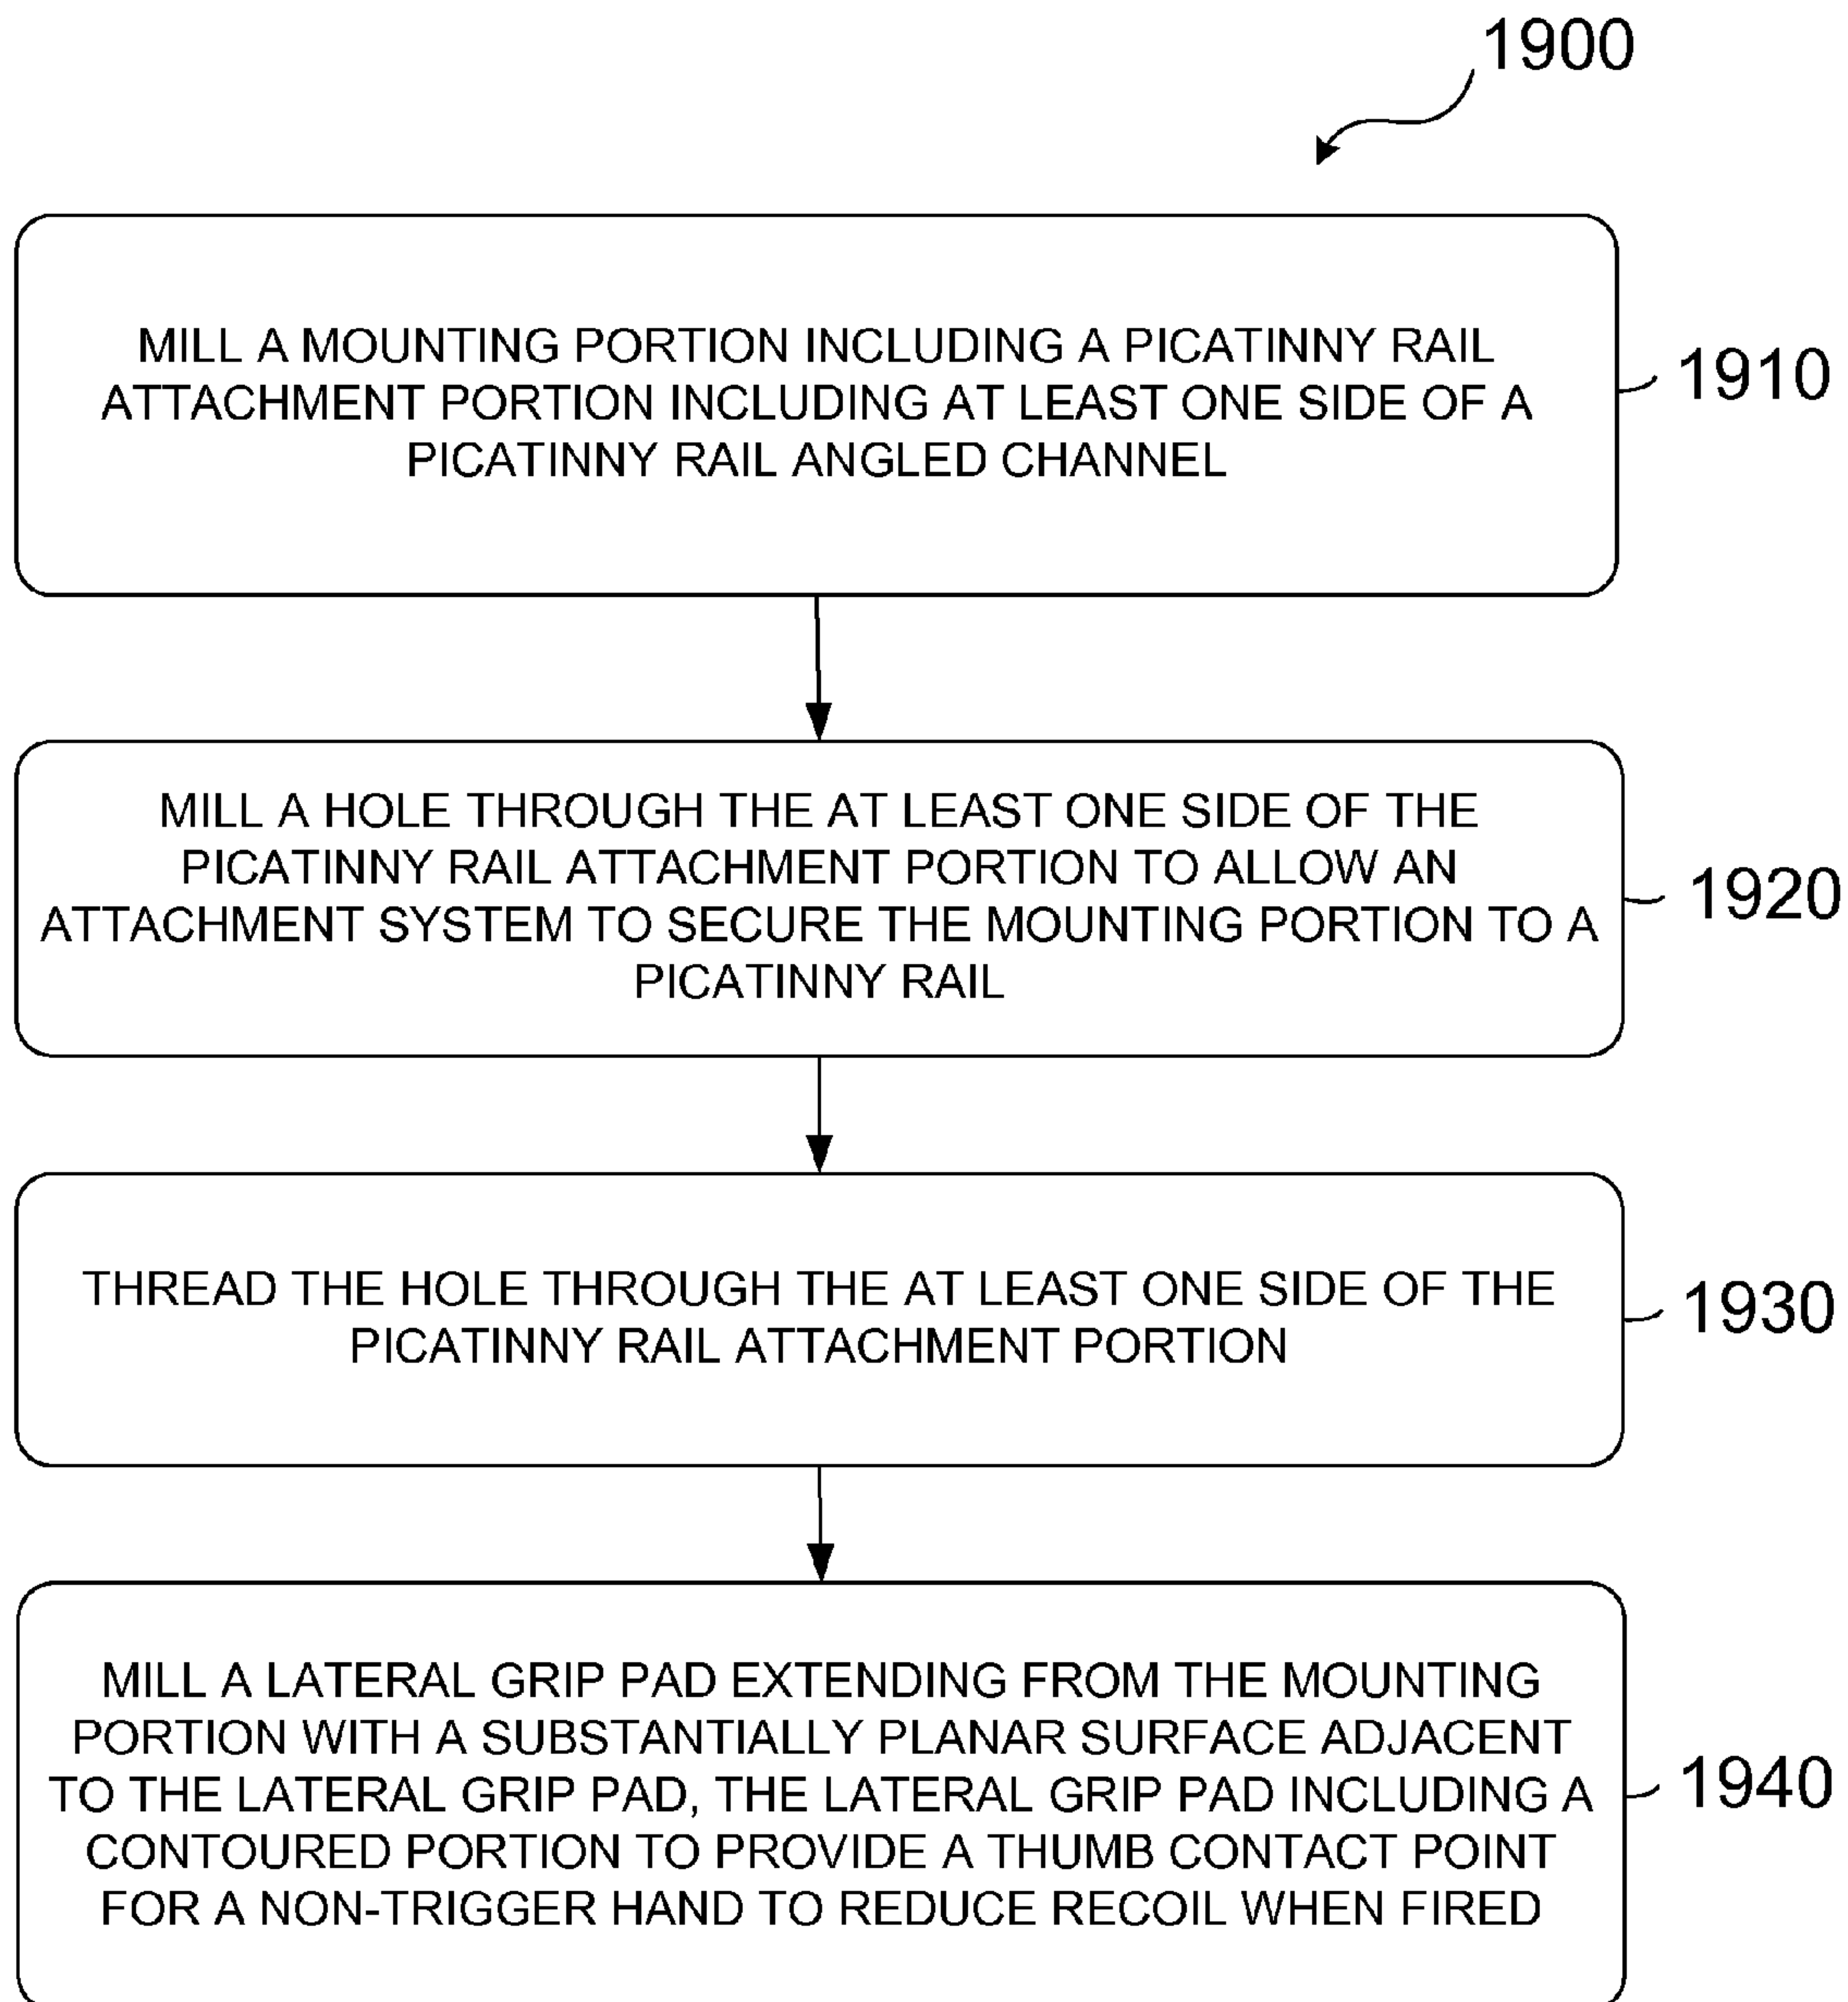 1900
MILL A MOUNTING PORTION INCLUDING A PICATINNY RAIL
ATTACHMENT PORTION INCLUDING AT LEAST ONE SIDE OF A
PICATINNY RAIL ANGLED CHANNEL
1910
MILL A HOLE THROUGH THE AT LEAST ONE SIDE OF THE
PICATINNY RAIL ATTACHMENT PORTION TO ALLOW AN
ATTACHMENT SYSTEM TO SECURE THE MOUNTING PORTION TO A
PICATINNY RAIL
1920
THREAD THE HOLE THROUGH THE AT LEAST ONE SIDE OF THE
PICATINNY RAIL ATTACHMENT PORTION
1930
MILL A LATERAL GRIP PAD EXTENDING FROM THE MOUNTING
PORTION WITH A SUBSTANTIALLY PLANAR SURFACE ADJACENT
TO THE LATERAL GRIP PAD, THE LATERAL GRIP PAD INCLUDING A
CONTOURED PORTION TO PROVIDE A THUMB CONTACT POINT
FOR A NON-TRIGGER HAND TO REDUCE RECOIL WHEN FIRED
1940